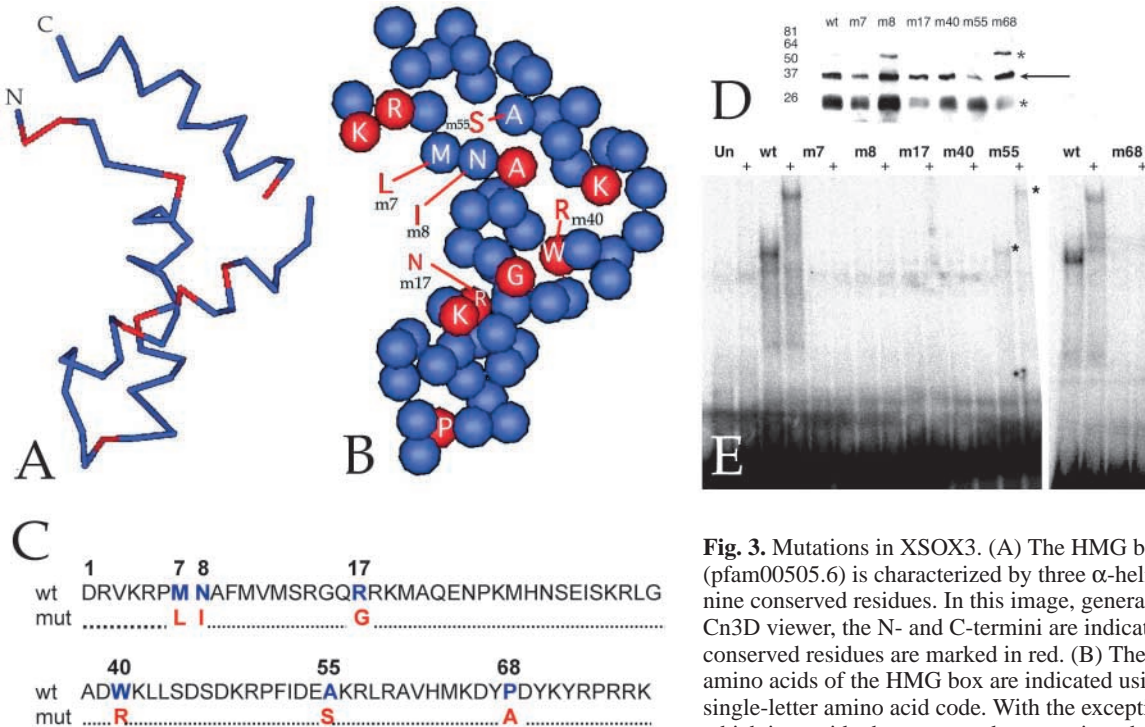 C
N
A
K
R
m55S
A
M
N
A
L
m7
K
I
m8
R
m40
W
N
m17
G
R
K
P
B
81
64
50
37
26
wt m7 m8 m17 m40 m55 m68
*
*
D
Un wt m7 m8 m17 m40 m55 wt m68
+ + + + + + + + +
*
*
E
C
1 7 8 17
wt DRVKRPMNAFMVMSRGQRRKMAQENPKMHNSEISKRLG
mut L I G
40 55 68
wt ADWKLLSDSDKRPFIDEAKRLRAVHMKDYPDYKYRPRRK
mut R S A
Fig. 3. Mutations in XSOX3. (A) The HMG b
(pfam00505.6) is characterized by three α-heli
nine conserved residues. In this image, genera
Cn3D viewer, the N- and C-termini are indicat
conserved residues are marked in red. (B) The
amino acids of the HMG box are indicated usi
single-letter amino acid code. With the except